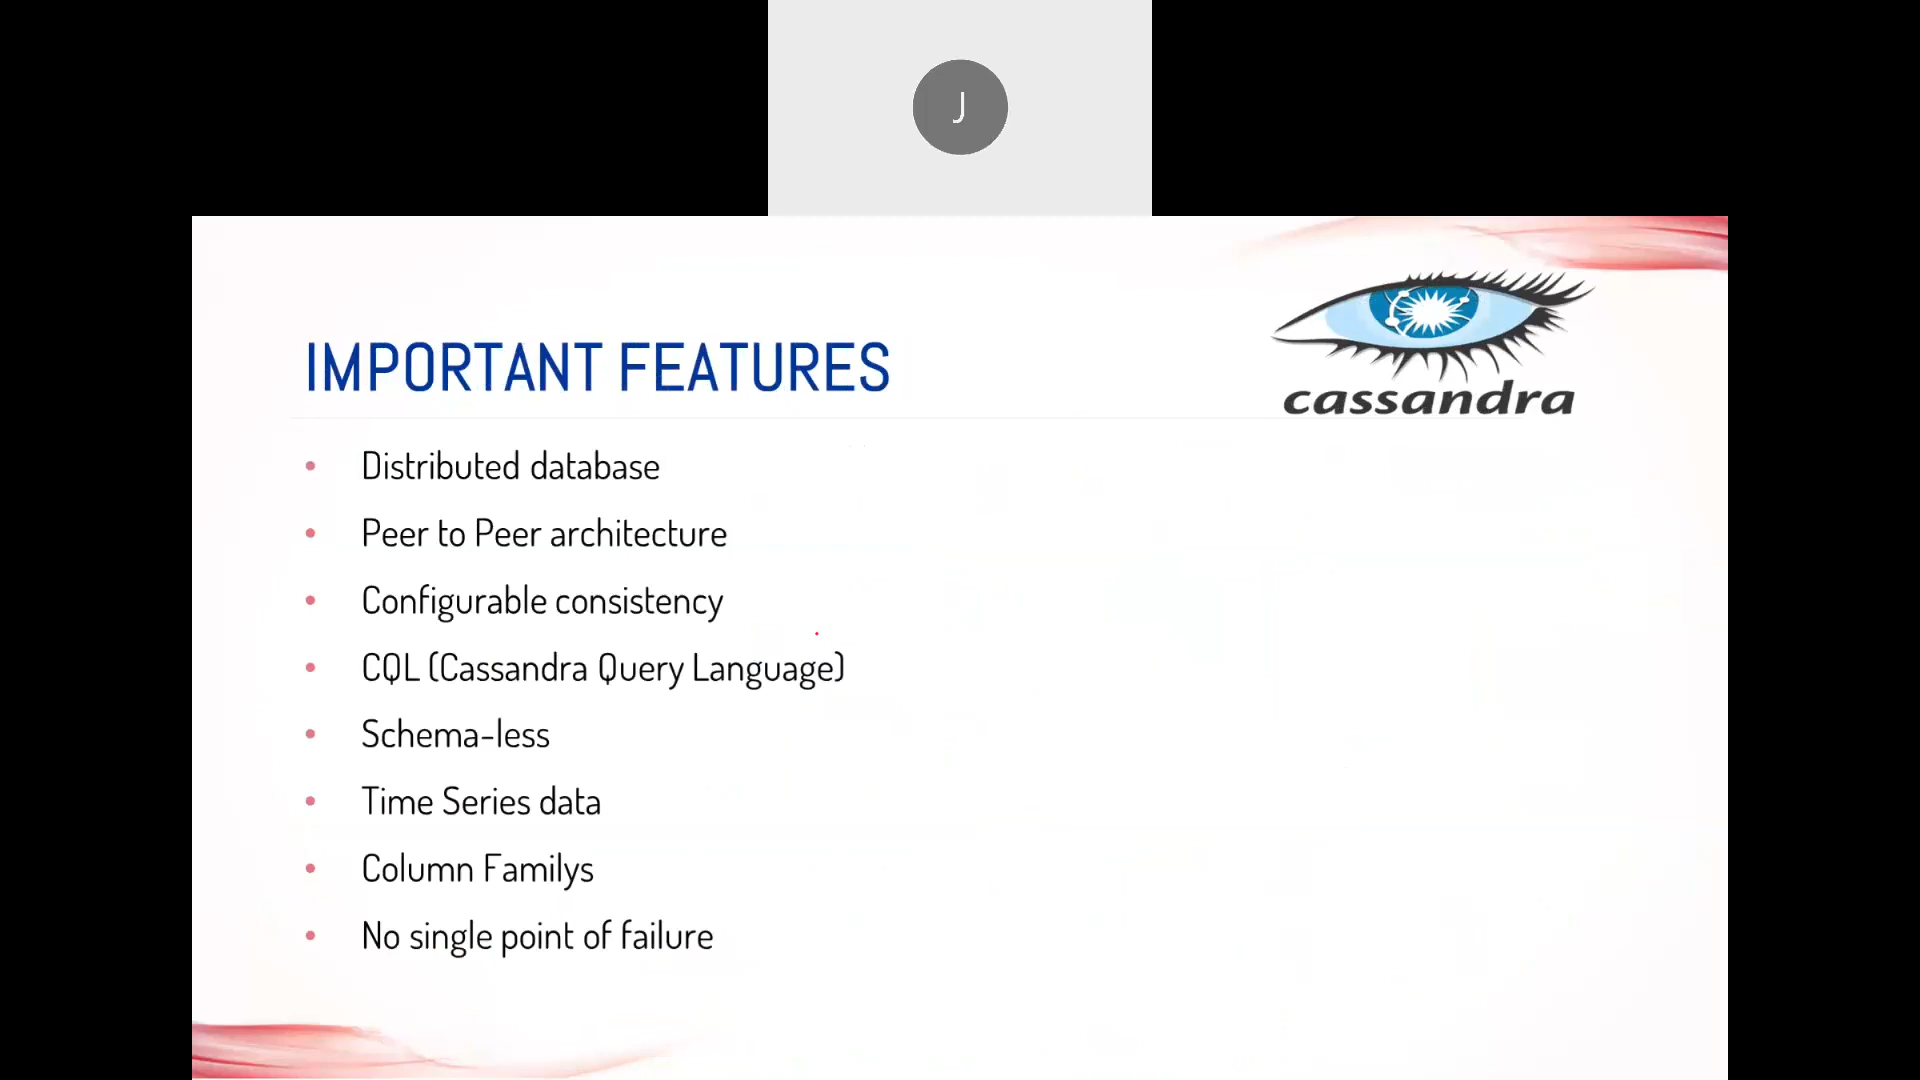 J
cassandra
IMPORTANT FEATURES
• Distributed database
• Peer to Peer architecture
• Configurable consistency
• CQL (Cassandra Query Language)
• Schema-less
• Time Series data
• Column Familys
• No single point of failure